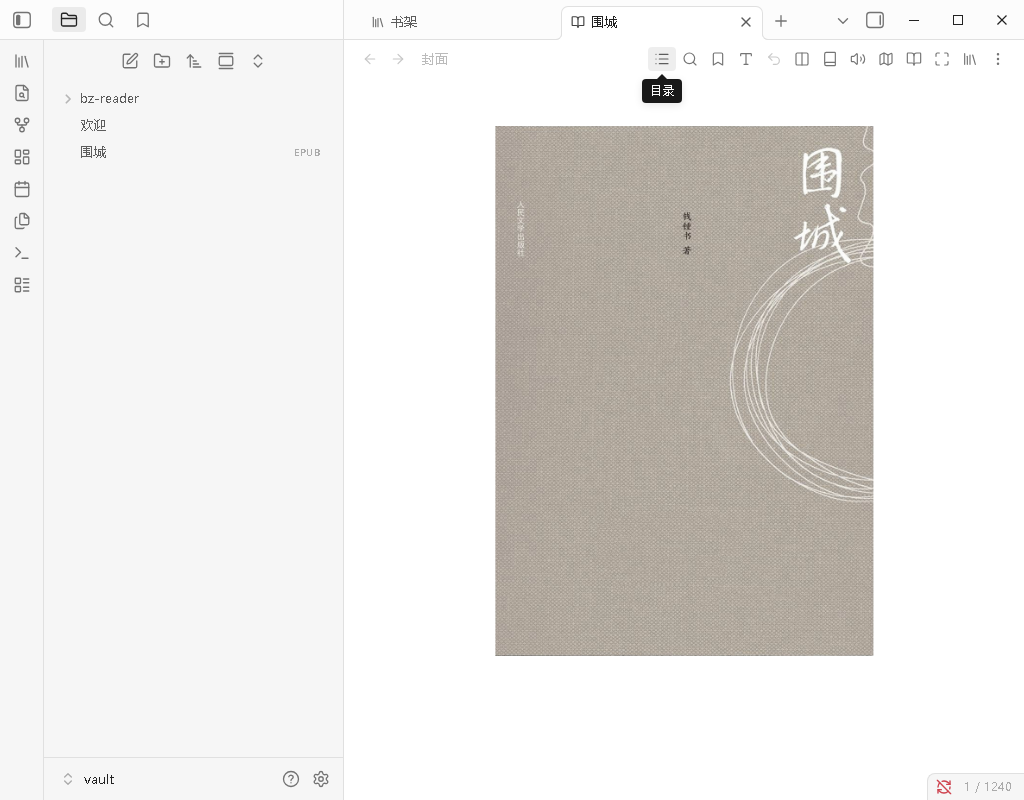 书架
围城
封面
目录
bz-reader
欢迎
围城
EPUB
围城
钱锺书 著
人民文学出版社
vault
1 / 1240